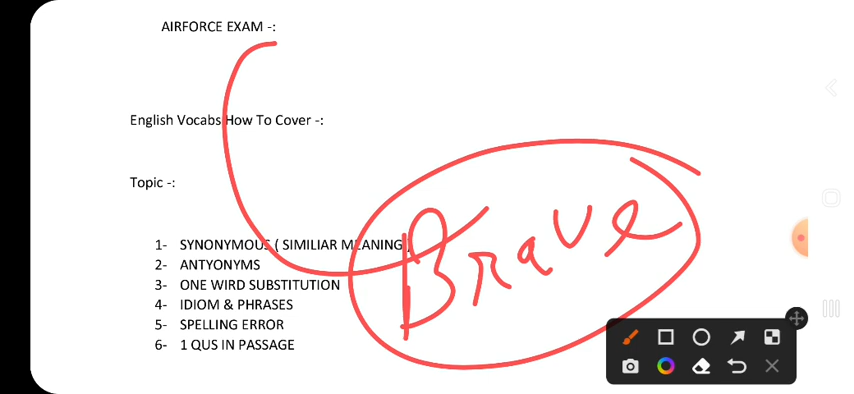 AIRFORCE EXAM -:
English Vocabs How To Cover -:
Topic -:
1- SYNONYMOUS ( SIMILIAR MEANING )
2- ANTYONYMS
3- ONE WIRD SUBSTITUTION
4- IDIOM & PHRASES
5- SPELLING ERROR
6- 1 QUS IN PASSAGE
Brave